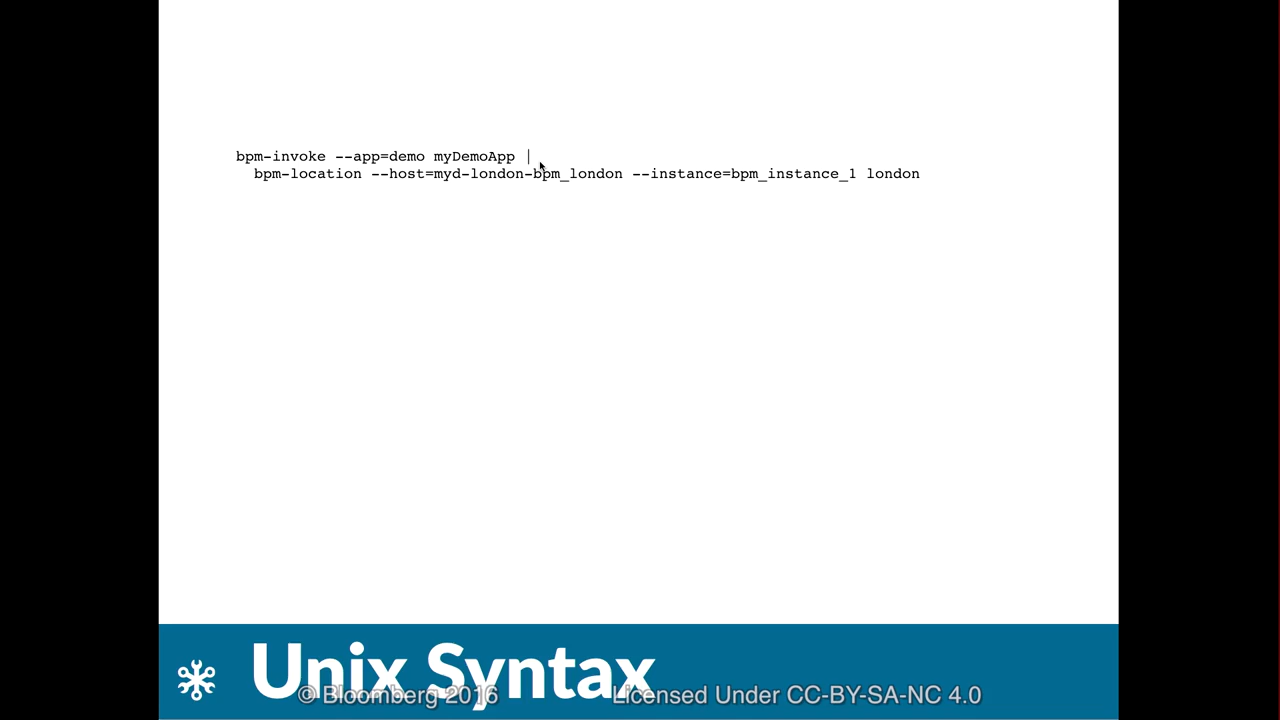 bpm-invoke --app=demo myDemoApp |
bpm-location --host=myd-london-bpm_london --instance=bpm_instance_1 london
Unix Syntax
© Bloomberg 2016 Licensed Under CC-BY-SA-NC 4.0